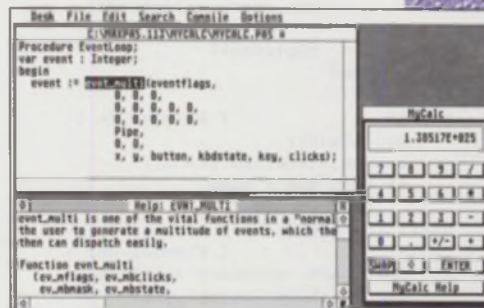 Desk File Edit Search Compile Options
C:\MAXPAS.113\MYCALC\MYCALC.PAS
Procedure EventLoop;
var event : Integer;
begin
event := evnt_multi(eventflags,
0, 0, 0,
0, 0, 0, 0, 0,
0, 0, 0, 0, 0,
Pipe,
0, 0,
x, y, button, kbdstate, key, clicks);
MyCalc
1.38517E+025
7 8 9 /
4 5 6 *
1 2 3 -
0 . +/- +
SWAP ENTER
MyCalc Help
Help: EVNT_MULTI
evnt_multi is one of the vital functions in a "normal
the user to generate a multitude of events, which the
then can dispatch easily.
Function evnt_multi
(ev_mflags, ev_mbclicks,
ev_mbmask, ev_mbstate,